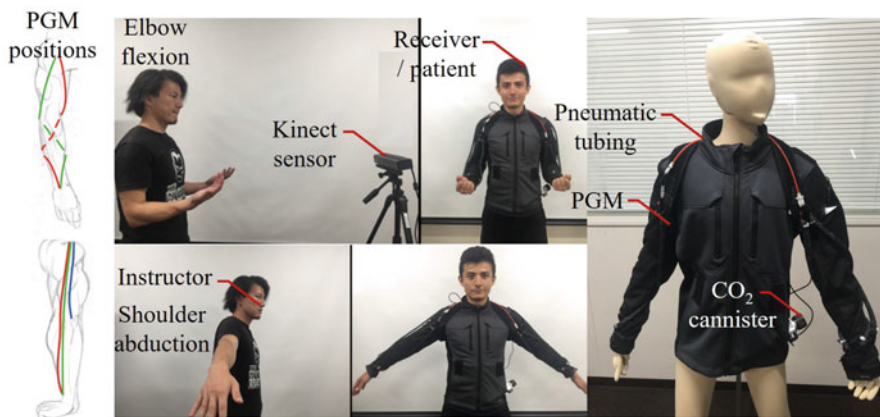 PGM
positions
Elbow
flexion
Kinect
sensor
Receiver
/ patient
Pneumatic
tubing
PGM
CO₂
cannister
Instructor
Shoulder
abduction